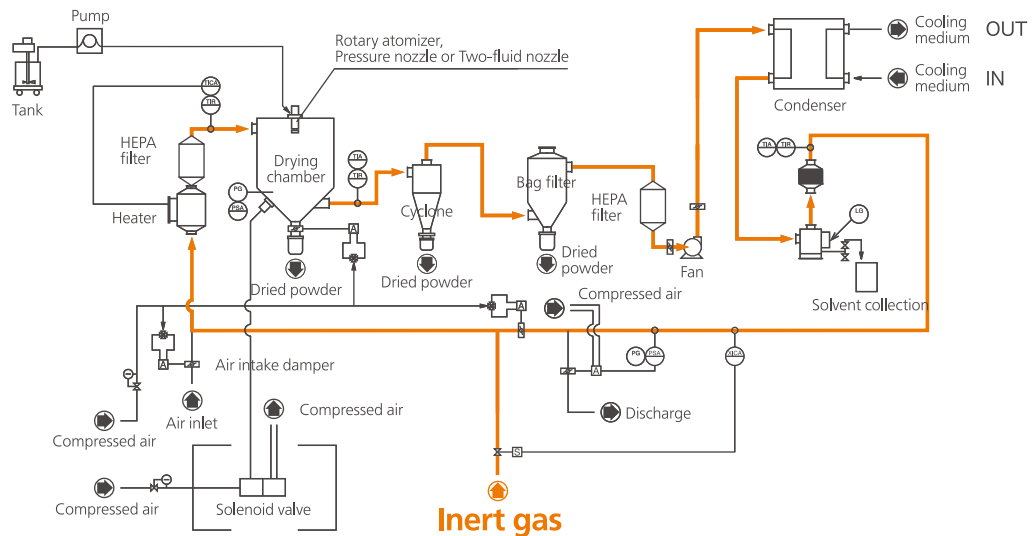 Pump
Tank
Rotary atomizer,
Pressure nozzle or Two-fluid nozzle
TICA
TIR
HEPA
filter
Heater
Drying
chamber
PG
PSA
TIA
TIR
Cyclone
Bag filter
HEPA
filter
Fan
Condenser
Cooling
medium
OUT
Cooling
medium
IN
TIA
TIR
LG
Solvent collection
A
Dried powder
Dried powder
Dried
powder
Compressed air
A
A
Air intake damper
A
PG
PSA
Air inlet
Compressed air
Compressed air
Discharge
S
Compressed air
Solenoid valve
Inert gas